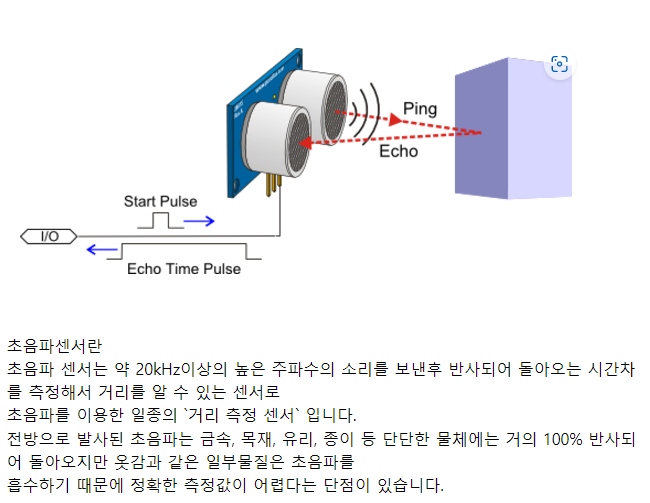 Ping
Echo
Start Pulse
I/O
Echo Time Pulse
초음파센서란
초음파 센서는 약 20kHz이상의 높은 주파수의 소리를 보낸후 반사되어 돌아오는 시간차
를 측정해서 거리를 알 수 있는 센서로
초음파를 이용한 일종의 `거리 측정 센서` 입니다.
전방으로 발사된 초음파는 금속, 목재, 유리, 종이 등 단단한 물체에는 거의 100% 반사되
어 돌아오지만 옷감과 같은 일부물질은 초음파를
흡수하기 때문에 정확한 측정값이 어렵다는 단점이 있습니다.